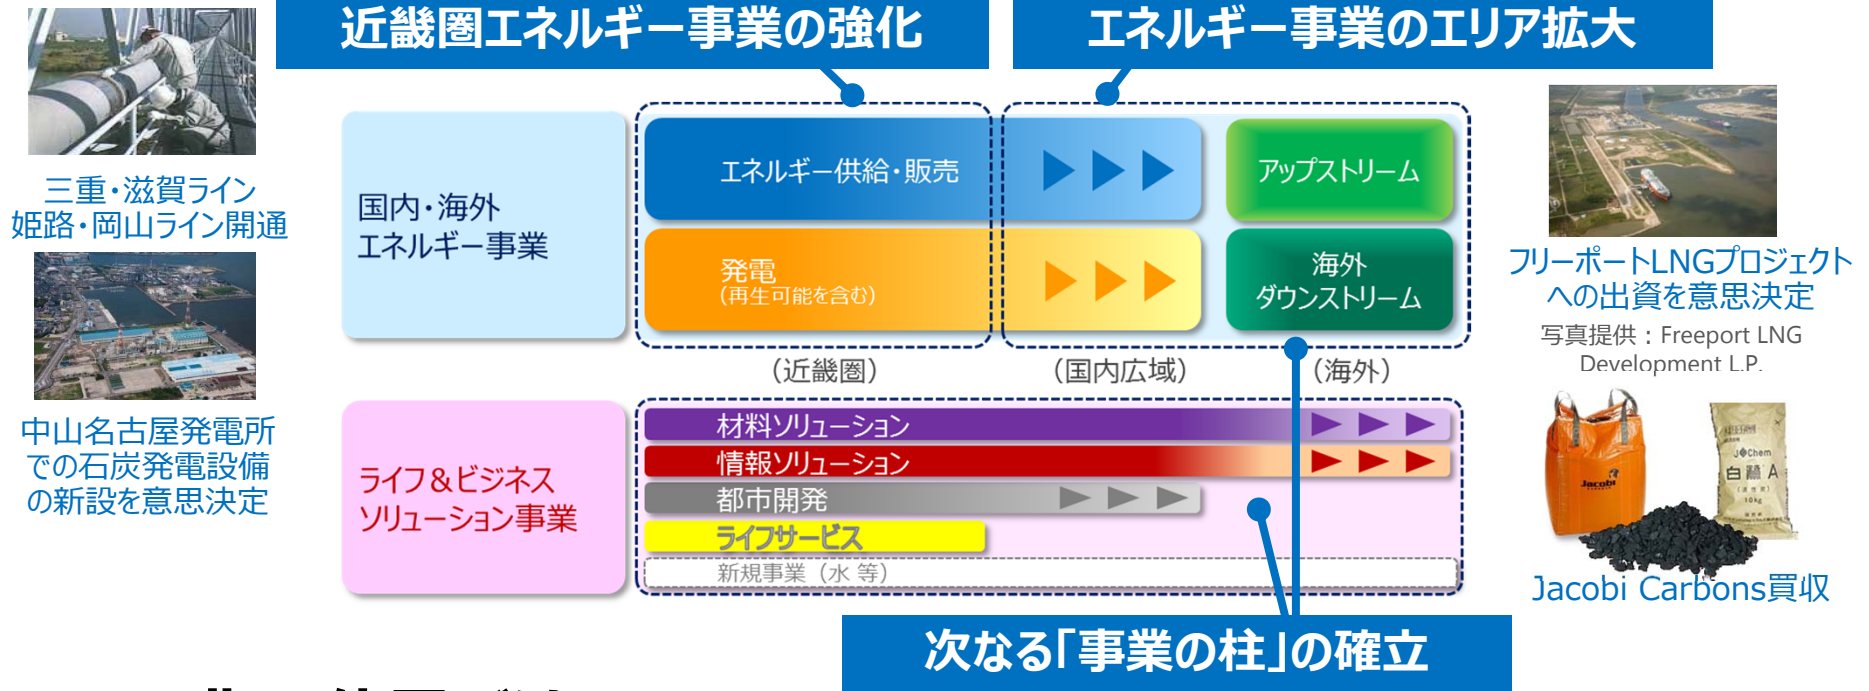 近畿圏エネルギー事業の強化
エネルギー事業のエリア拡大
三重・滋賀ライン
姫路・岡山ライン開通
中山名古屋発電所
での石炭発電設備
の新設を意思決定
国内・海外
エネルギー事業
エネルギー供給・販売
アップストリーム
発電
(再生可能を含む)
海外
ダウンストリーム
（近畿圏）
（国内広域）
（海外）
ライフ＆ビジネス
ソリューション事業
材料ソリューション
情報ソリューション
都市開発
ライフサービス
新規事業（水 等）
フリーポートLNGプロジェクト
への出資を意思決定
写真提供：Freeport LNG
Development L.P.
Jacobi
J Chem
白鷺 A
10kg
Jacobi Carbons買収
次なる「事業の柱」の確立